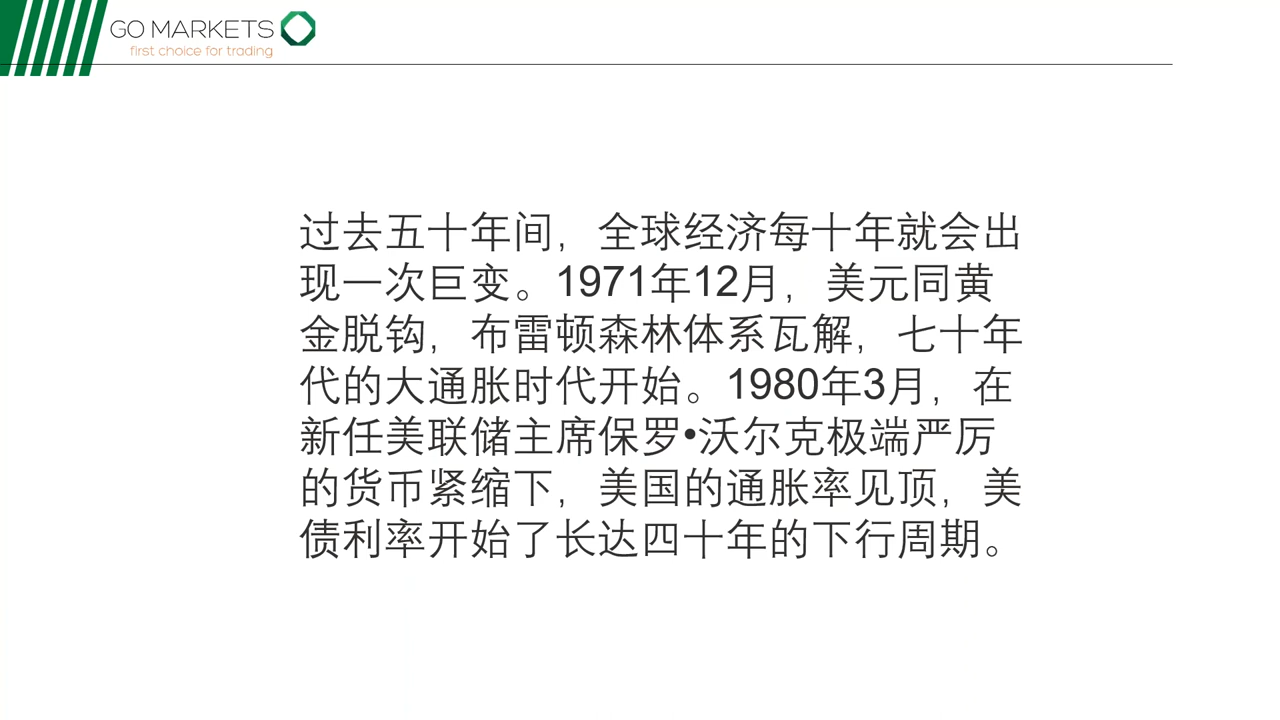 GO MARKETS
first choice for trading
过去五十年间，全球经济每十年就会出
现一次巨变。1971年12月，美元同黄
金脱钩，布雷顿森林体系瓦解，七十年
代的大通胀时代开始。1980年3月，在
新任美联储主席保罗•沃尔克极端严厉
的货币紧缩下，美国的通胀率见顶，美
债利率开始了长达四十年的下行周期。